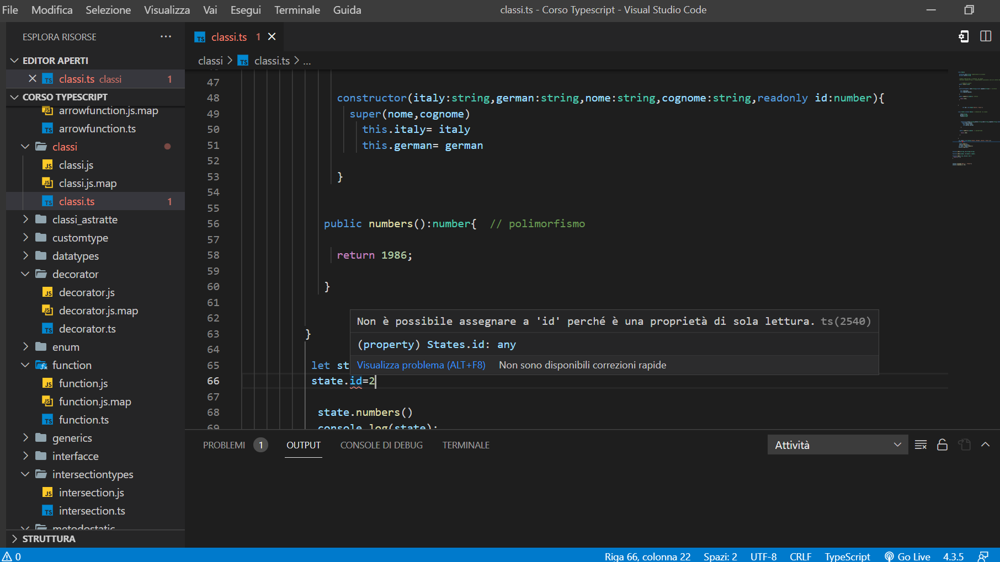 File Modifica Selezione Visualizza Vai Esegui Terminale Guida
classi.ts - Corso Typescript - Visual Studio Code
ESPLORA RISORSE
EDITOR APERTI
classi.ts classi 1
CORSO TYPESCRIPT
arrowfunction.js.map
arrowfunction.ts
classi
classi.js
classi.js.map
classi.ts 1
classi_astratte
customtype
datatypes
decorator
decorator.js
decorator.js.map
decorator.ts
enum
function
function.js
function.js.map
function.ts
generics
interfacce
intersectiontypes
intersection.js
intersection.ts
metodostatic
STRUTTURA
classi.ts 1
classi > classi.ts > ...
47
48 constructor(italy:string,german:string,nome:string,cognome:string,readonly id:number){
49 super(nome,cognome)
50 this.italy= italy
51 this.german= german
52
53 }
54
55
56 public numbers():number{ // polimorfismo
57
58 return 1986;
59
60 }
61
62
63 }
64
65 let st
66 state.id=2
67
68 state.numbers()
69 console.log(state);
Non è possibile assegnare a 'id' perché è una proprietà di sola lettura. ts(2540)
(property) States.id: any
Visualizza problema (ALT+F8) Non sono disponibili correzioni rapide
PROBLEMI 1 OUTPUT CONSOLE DI DEBUG TERMINALE
Attività
0
Riga 66, colonna 22 Spazi: 2 UTF-8 CRLF TypeScript Go Live 4.3.5